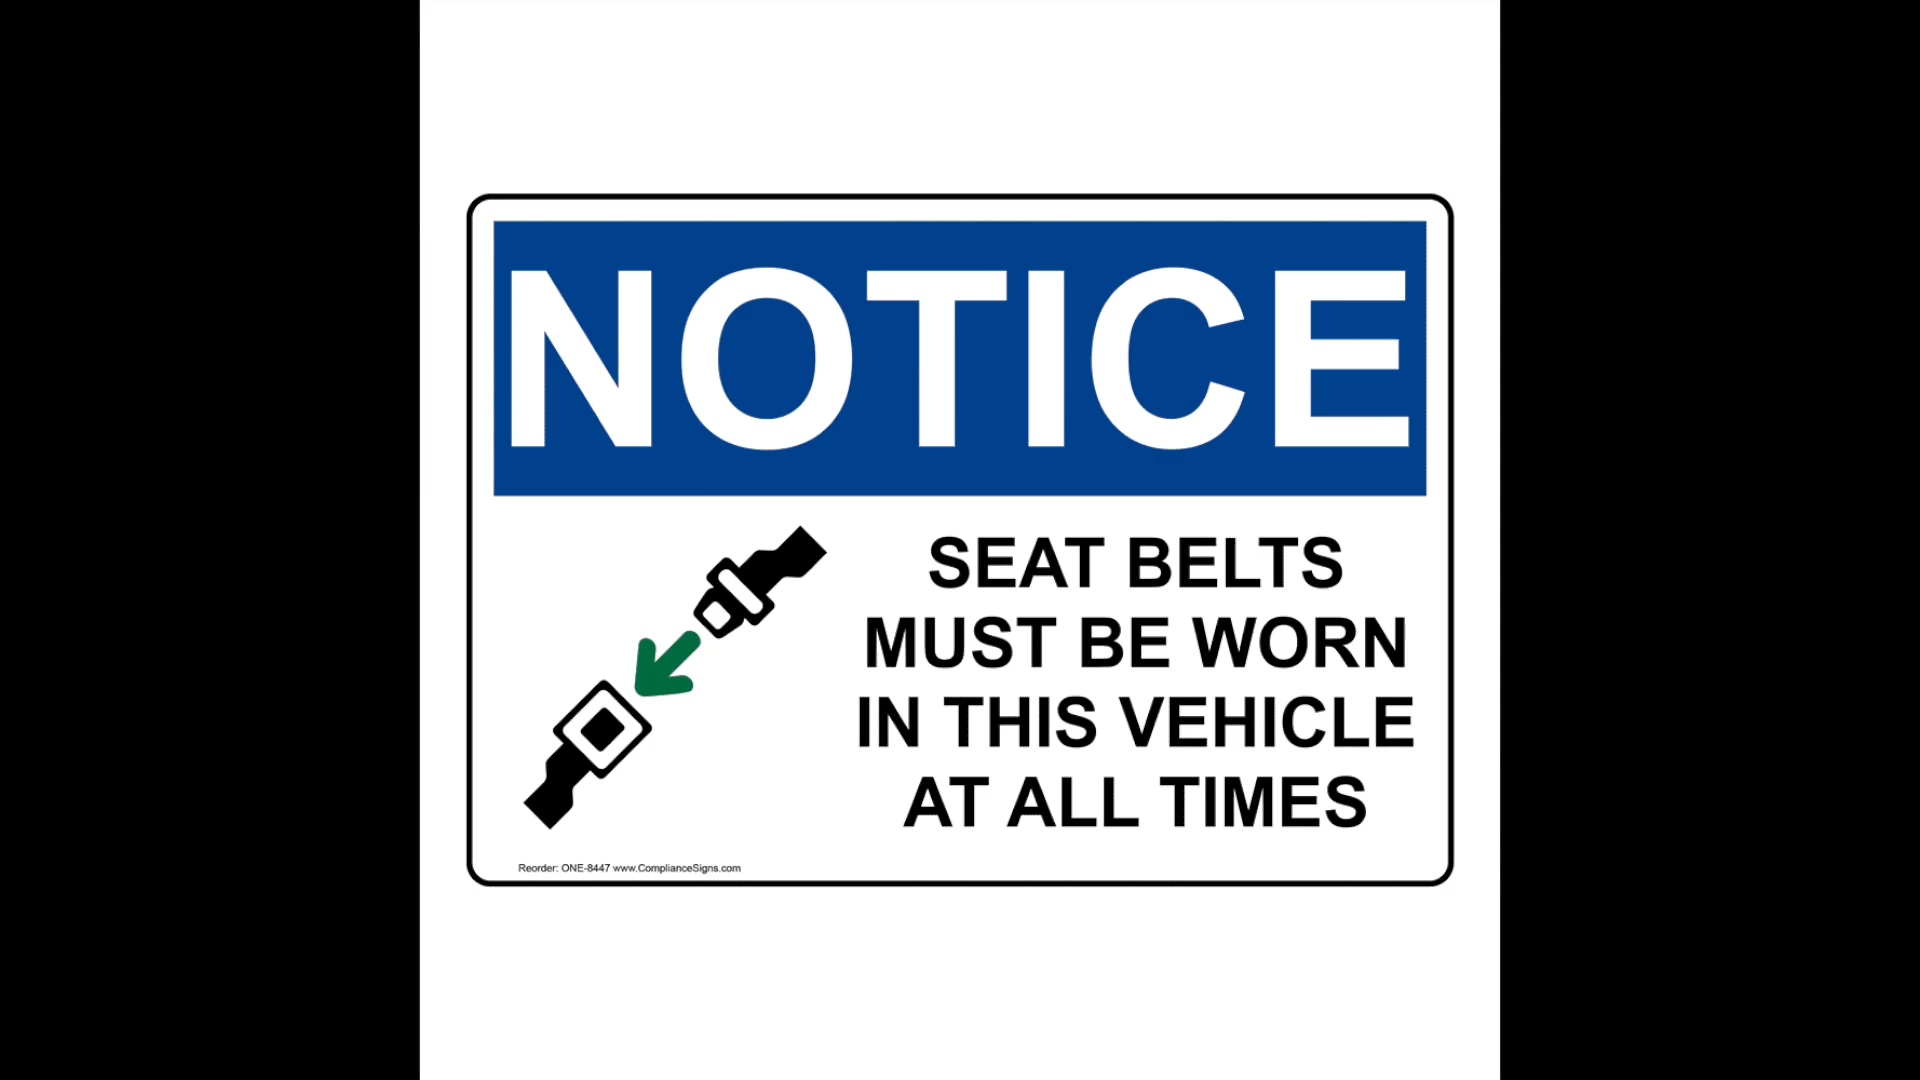 NOTICE
SEAT BELTS
MUST BE WORN
IN THIS VEHICLE
AT ALL TIMES
Reorder: ONE-8447 www.ComplianceSigns.com